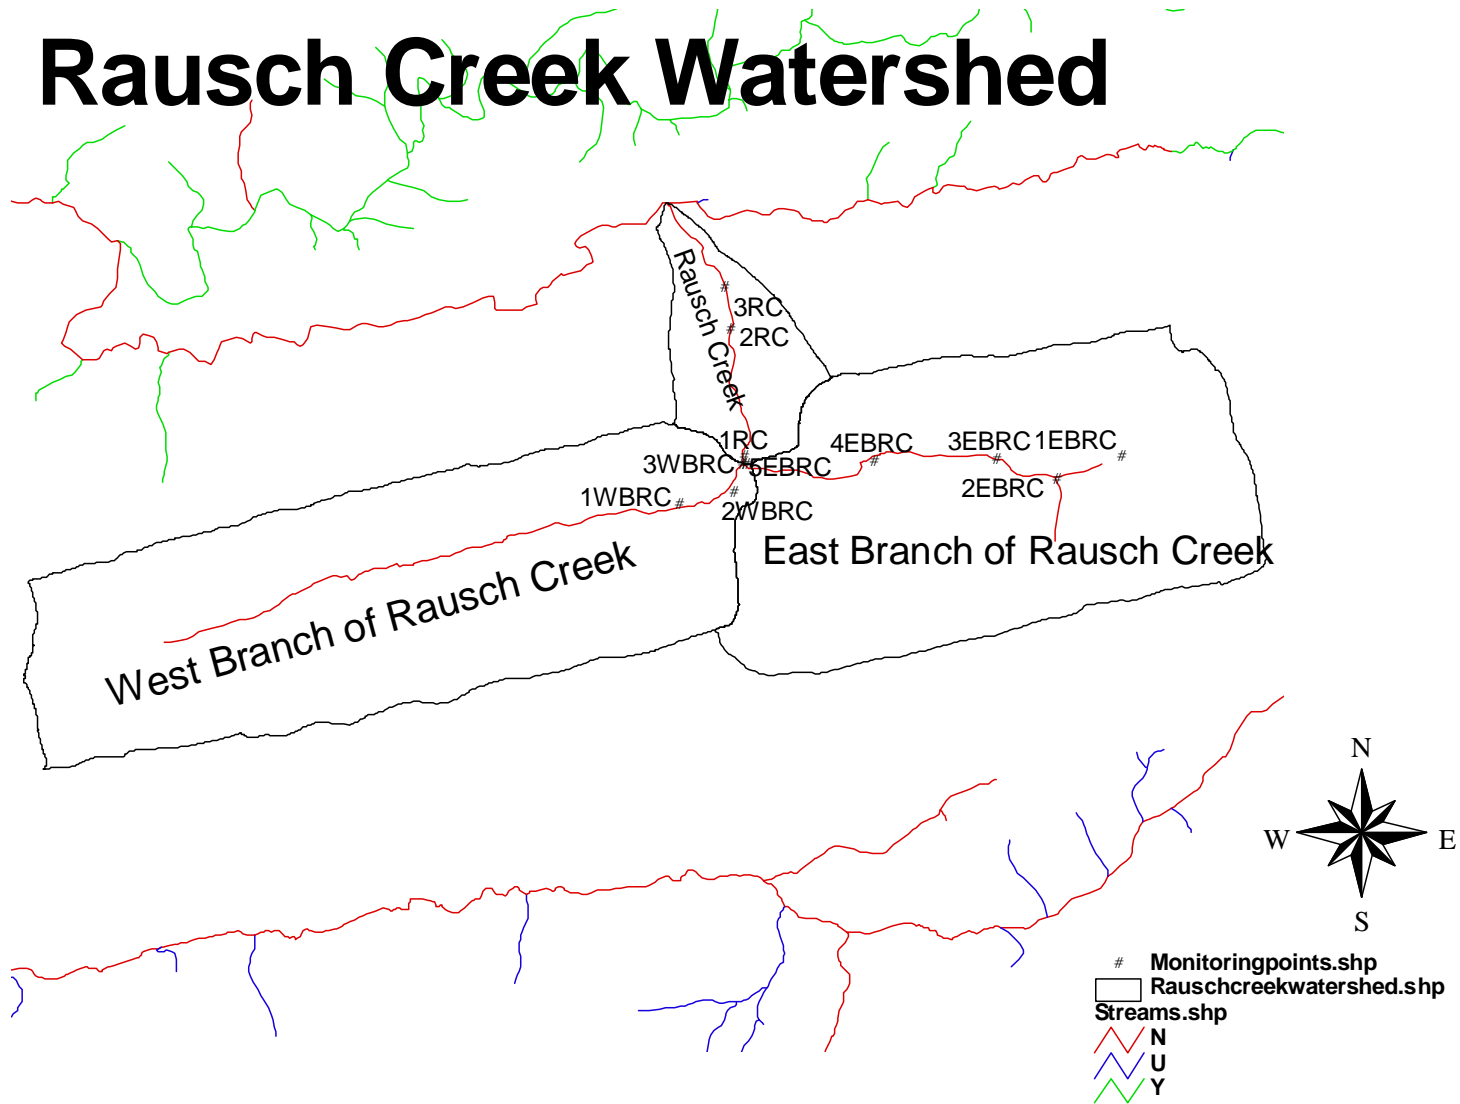 Rausch Creek Watershed
Rausch Creek
# 3RC
# 2RC
1RC
#
3WBRC # # 5EBRC
4EBRC #
3EBRC #
1EBRC #
2EBRC #
1WBRC #
# 2WBRC
East Branch of Rausch Creek
West Branch of Rausch Creek
N
W E
S
# Monitoringpoints.shp
Rauschcreekwatershed.shp
Streams.shp
N
U
Y